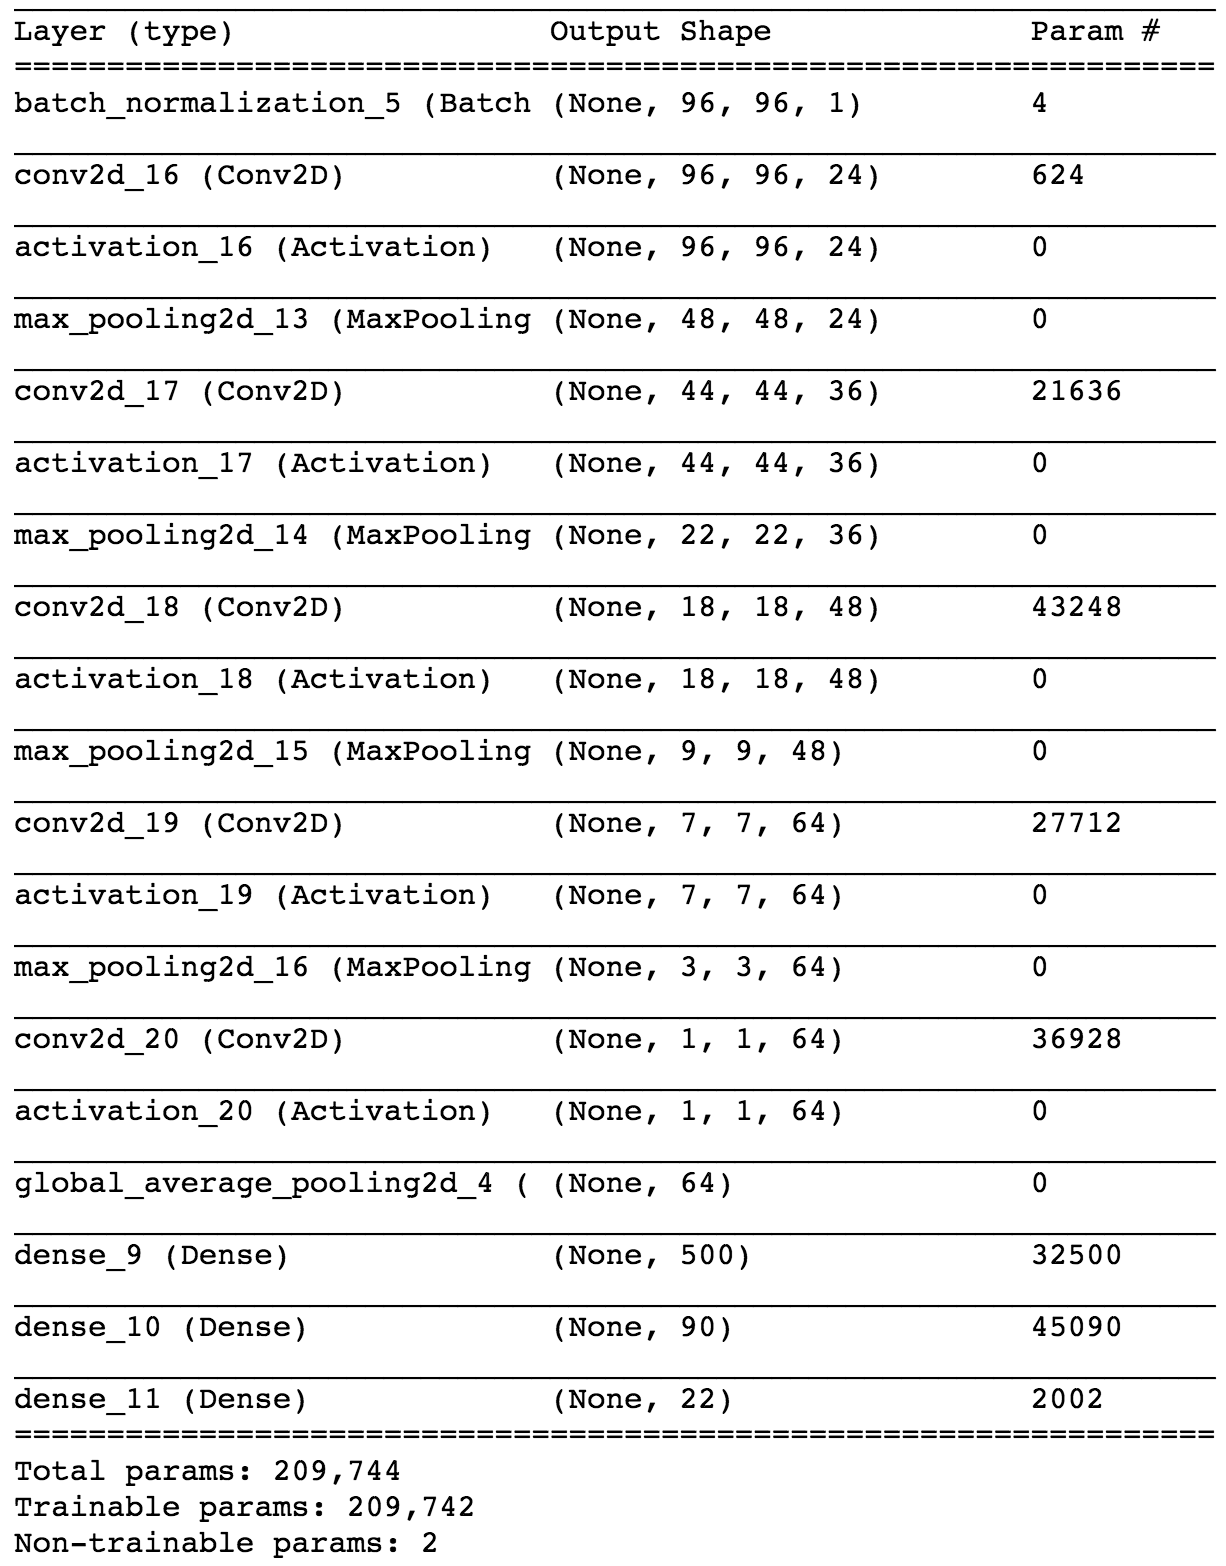 Layer (type) Output Shape Param #
=================================================================
batch_normalization_5 (Batch (None, 96, 96, 1) 4
conv2d_16 (Conv2D) (None, 96, 96, 24) 624
activation_16 (Activation) (None, 96, 96, 24) 0
max_pooling2d_13 (MaxPooling (None, 48, 48, 24) 0
conv2d_17 (Conv2D) (None, 44, 44, 36) 21636
activation_17 (Activation) (None, 44, 44, 36) 0
max_pooling2d_14 (MaxPooling (None, 22, 22, 36) 0
conv2d_18 (Conv2D) (None, 18, 18, 48) 43248
activation_18 (Activation) (None, 18, 18, 48) 0
max_pooling2d_15 (MaxPooling (None, 9, 9, 48) 0
conv2d_19 (Conv2D) (None, 7, 7, 64) 27712
activation_19 (Activation) (None, 7, 7, 64) 0
max_pooling2d_16 (MaxPooling (None, 3, 3, 64) 0
conv2d_20 (Conv2D) (None, 1, 1, 64) 36928
activation_20 (Activation) (None, 1, 1, 64) 0
global_average_pooling2d_4 ( (None, 64) 0
dense_9 (Dense) (None, 500) 32500
dense_10 (Dense) (None, 90) 45090
dense_11 (Dense) (None, 22) 2002
=================================================================
Total params: 209,744
Trainable params: 209,742
Non-trainable params: 2